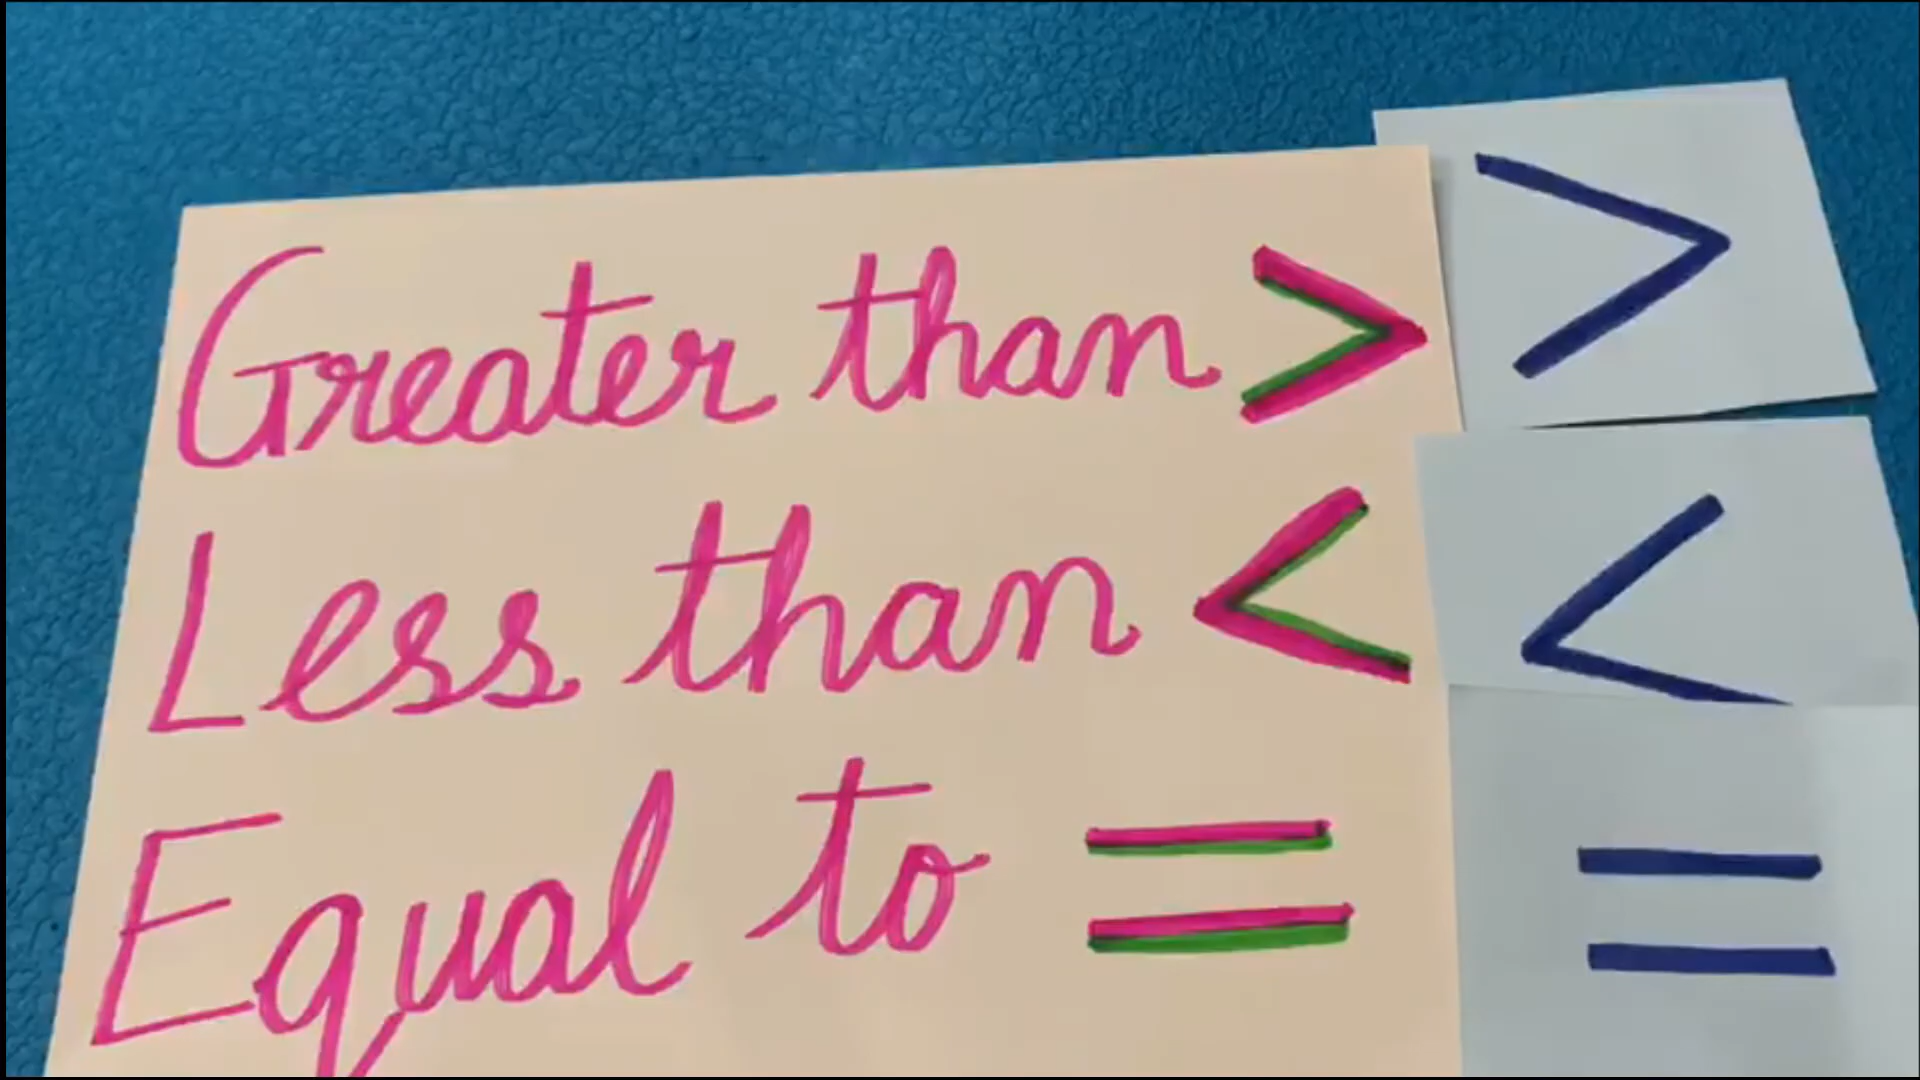 Greater than > >
Less than < <
Equal to = =